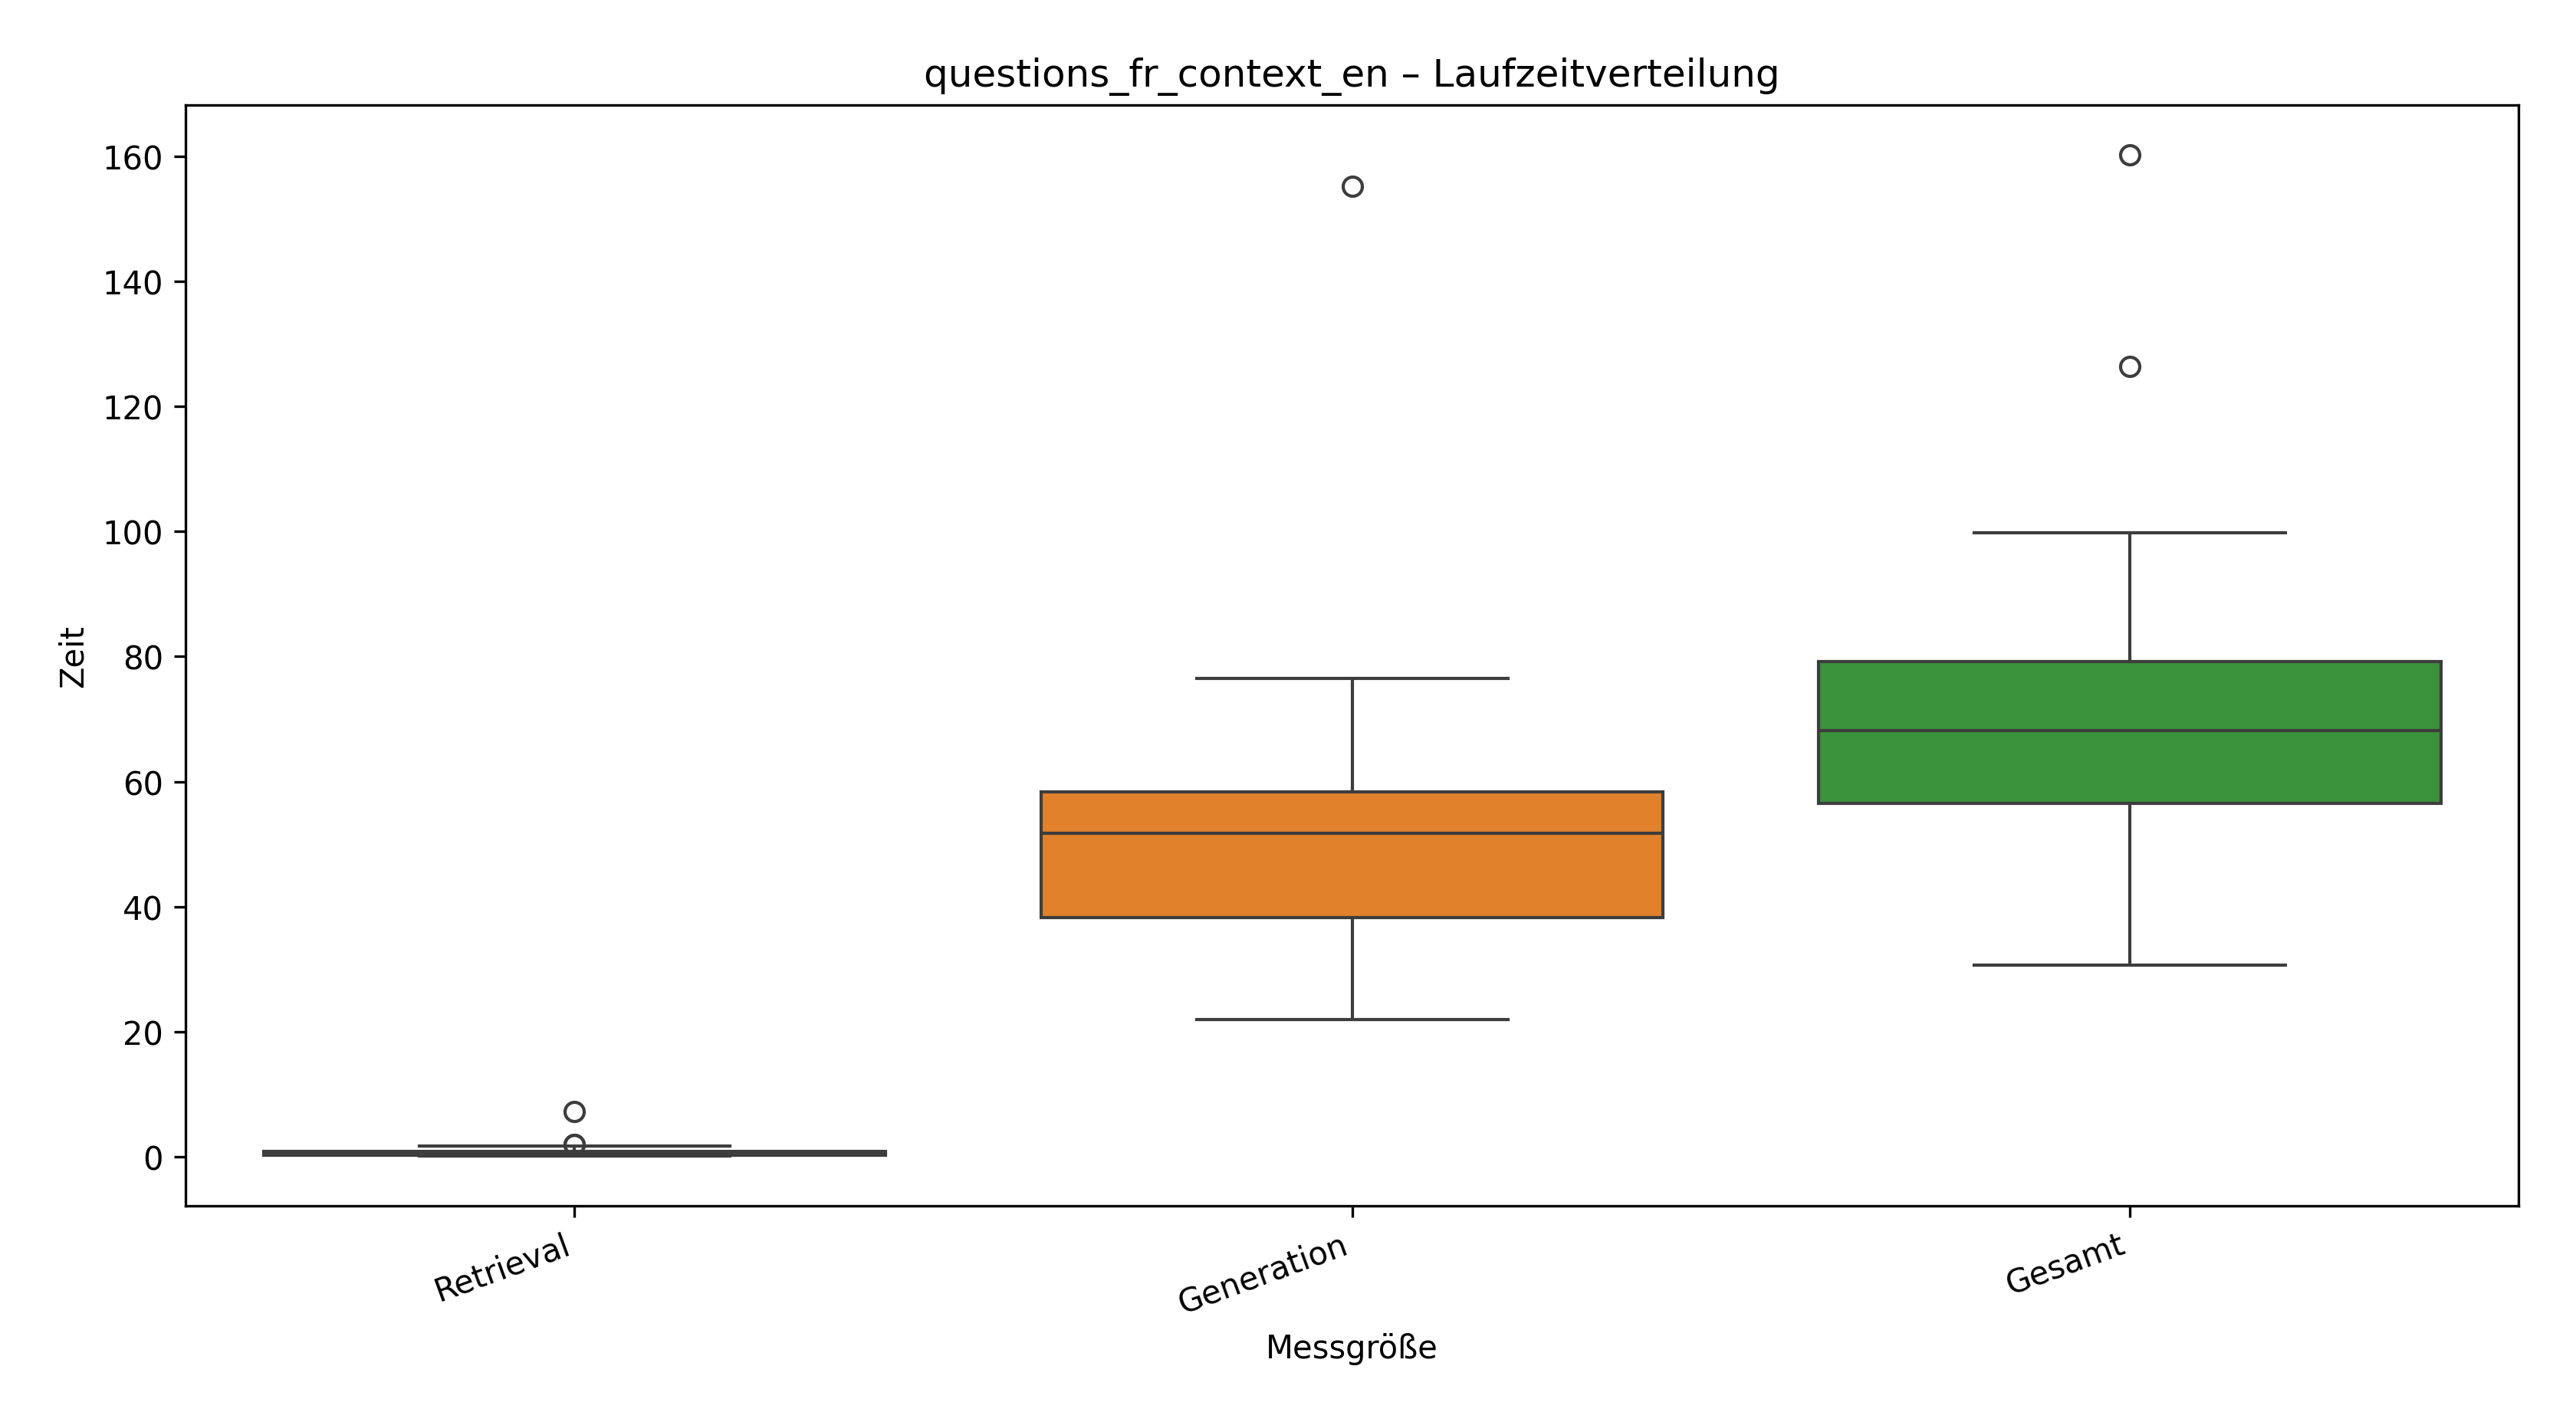 questions_fr_context_en – Laufzeitverteilung
160
140
120
100
80
60
40
20
0
Zeit
Retrieval
Generation
Gesamt
Messgröße